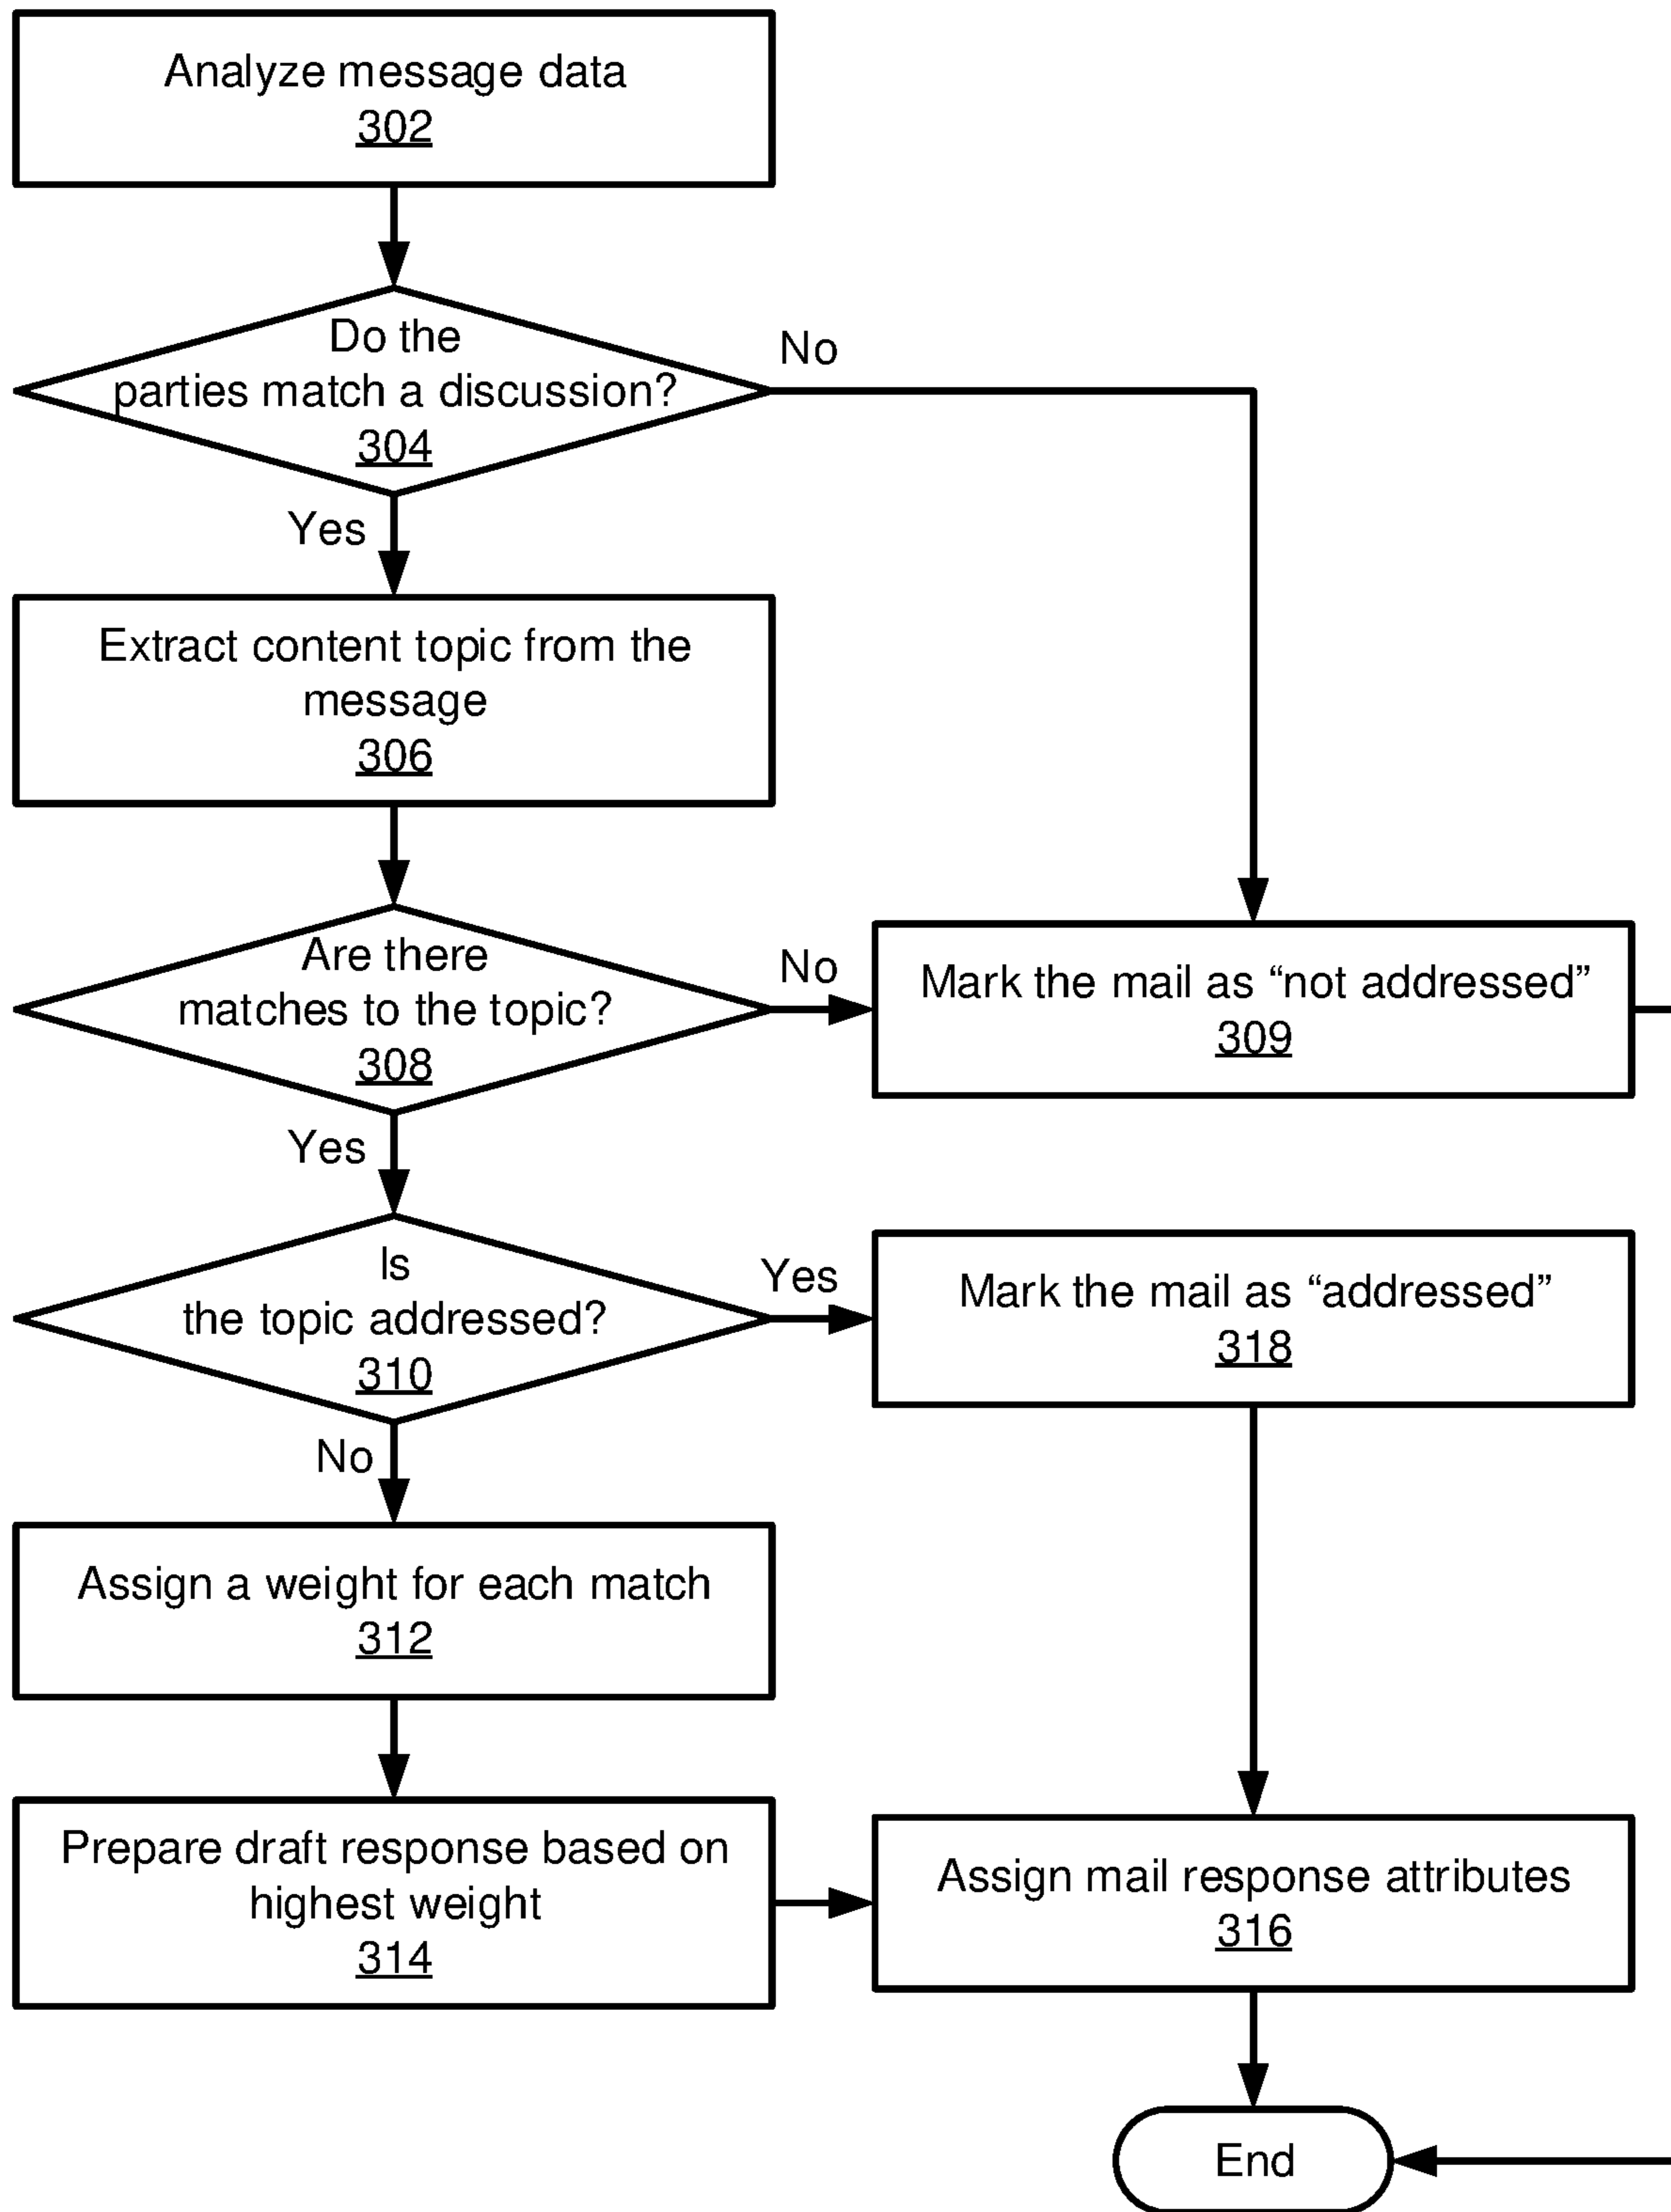 Analyze message data
302
Do the
parties match a discussion?
304
No
Yes
Extract content topic from the
message
306
Are there
matches to the topic?
308
No
Mark the mail as “not addressed”
309
Yes
Is
the topic addressed?
310
Yes
Mark the mail as “addressed”
318
No
Assign a weight for each match
312
Prepare draft response based on
highest weight
314
Assign mail response attributes
316
End